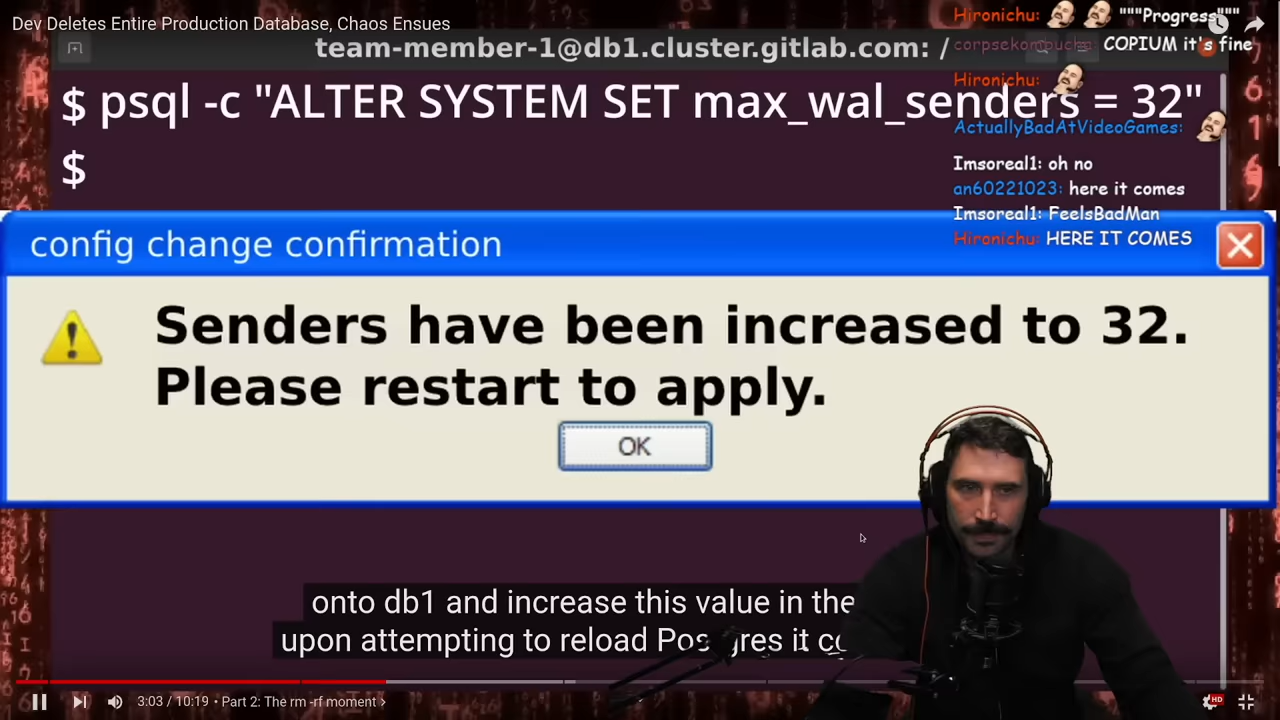 Dev Deletes Entire Production Database, Chaos Ensues
Hironichu: """Progress"""
corpsekompucha: COPIUM it's fine
team-member-1@db1.cluster.gitlab.com: /
Hironichu:
$ psql -c "ALTER SYSTEM SET max_wal_senders = 32"
ActuallyBadAtVideoGames:
$
Imsoreal1: oh no
an60221023: here it comes
Imsoreal1: FeelsBadMan
Hironichu: HERE IT COMES
config change confirmation
Senders have been increased to 32.
Please restart to apply.
OK
onto db1 and increase this value in the
upon attempting to reload Postgres it
3:03 / 10:19 • Part 2: The rm -rf moment >
HD